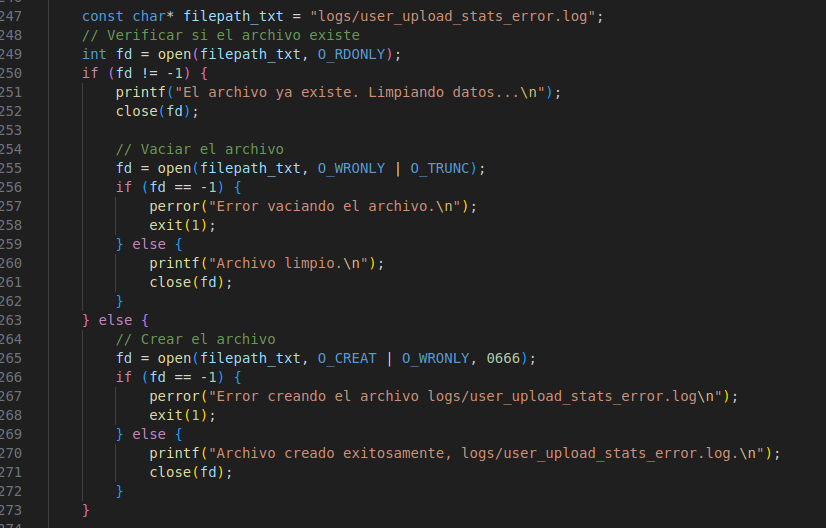 247 const char* filepath_txt = "logs/user_upload_stats_error.log";
248 // Verificar si el archivo existe
249 int fd = open(filepath_txt, O_RDONLY);
250 if (fd != -1) {
251 printf("El archivo ya existe. Limpiando datos...\n");
252 close(fd);
253
254 // Vaciar el archivo
255 fd = open(filepath_txt, O_WRONLY | O_TRUNC);
256 if (fd == -1) {
257 perror("Error vaciando el archivo.\n");
258 exit(1);
259 } else {
260 printf("Archivo limpio.\n");
261 close(fd);
262 }
263 } else {
264 // Crear el archivo
265 fd = open(filepath_txt, O_CREAT | O_WRONLY, 0666);
266 if (fd == -1) {
267 perror("Error creando el archivo logs/user_upload_stats_error.log\n");
268 exit(1);
269 } else {
270 printf("Archivo creado exitosamente, logs/user_upload_stats_error.log.\n");
271 close(fd);
272 }
273 }